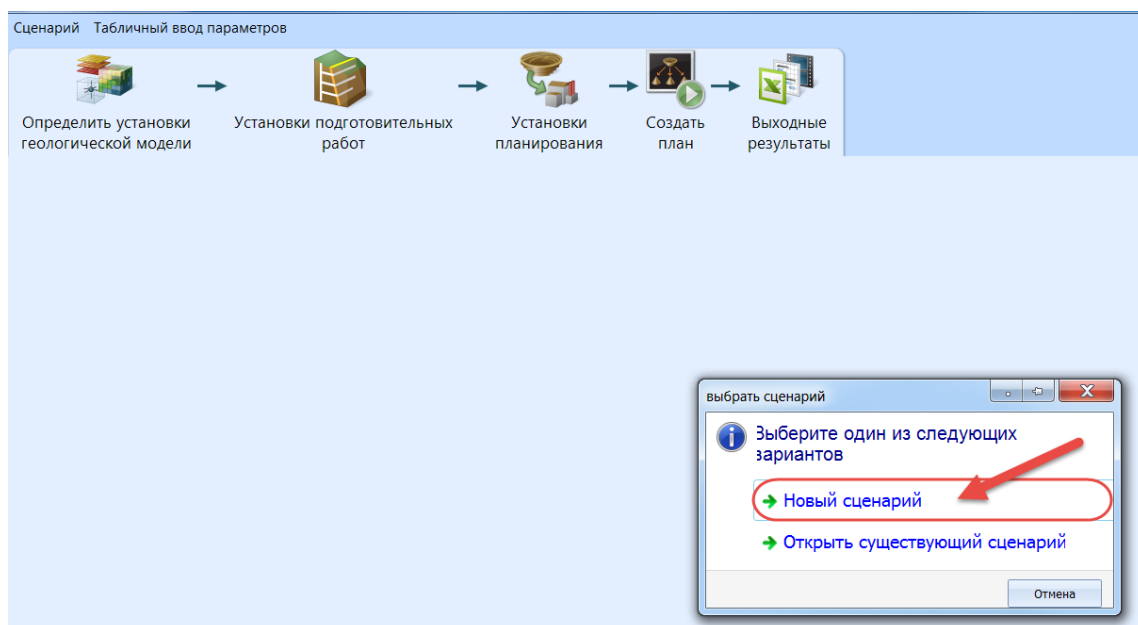 Сценарий Табличный ввод параметров
Определить установки
геологической модели
Установки подготовительных
работ
Установки
планирования
Создать
план
Выходные
результаты
выбрать сценарий
Выберите один из следующих
вариантов
Новый сценарий
Открыть существующий сценарий
Отмена